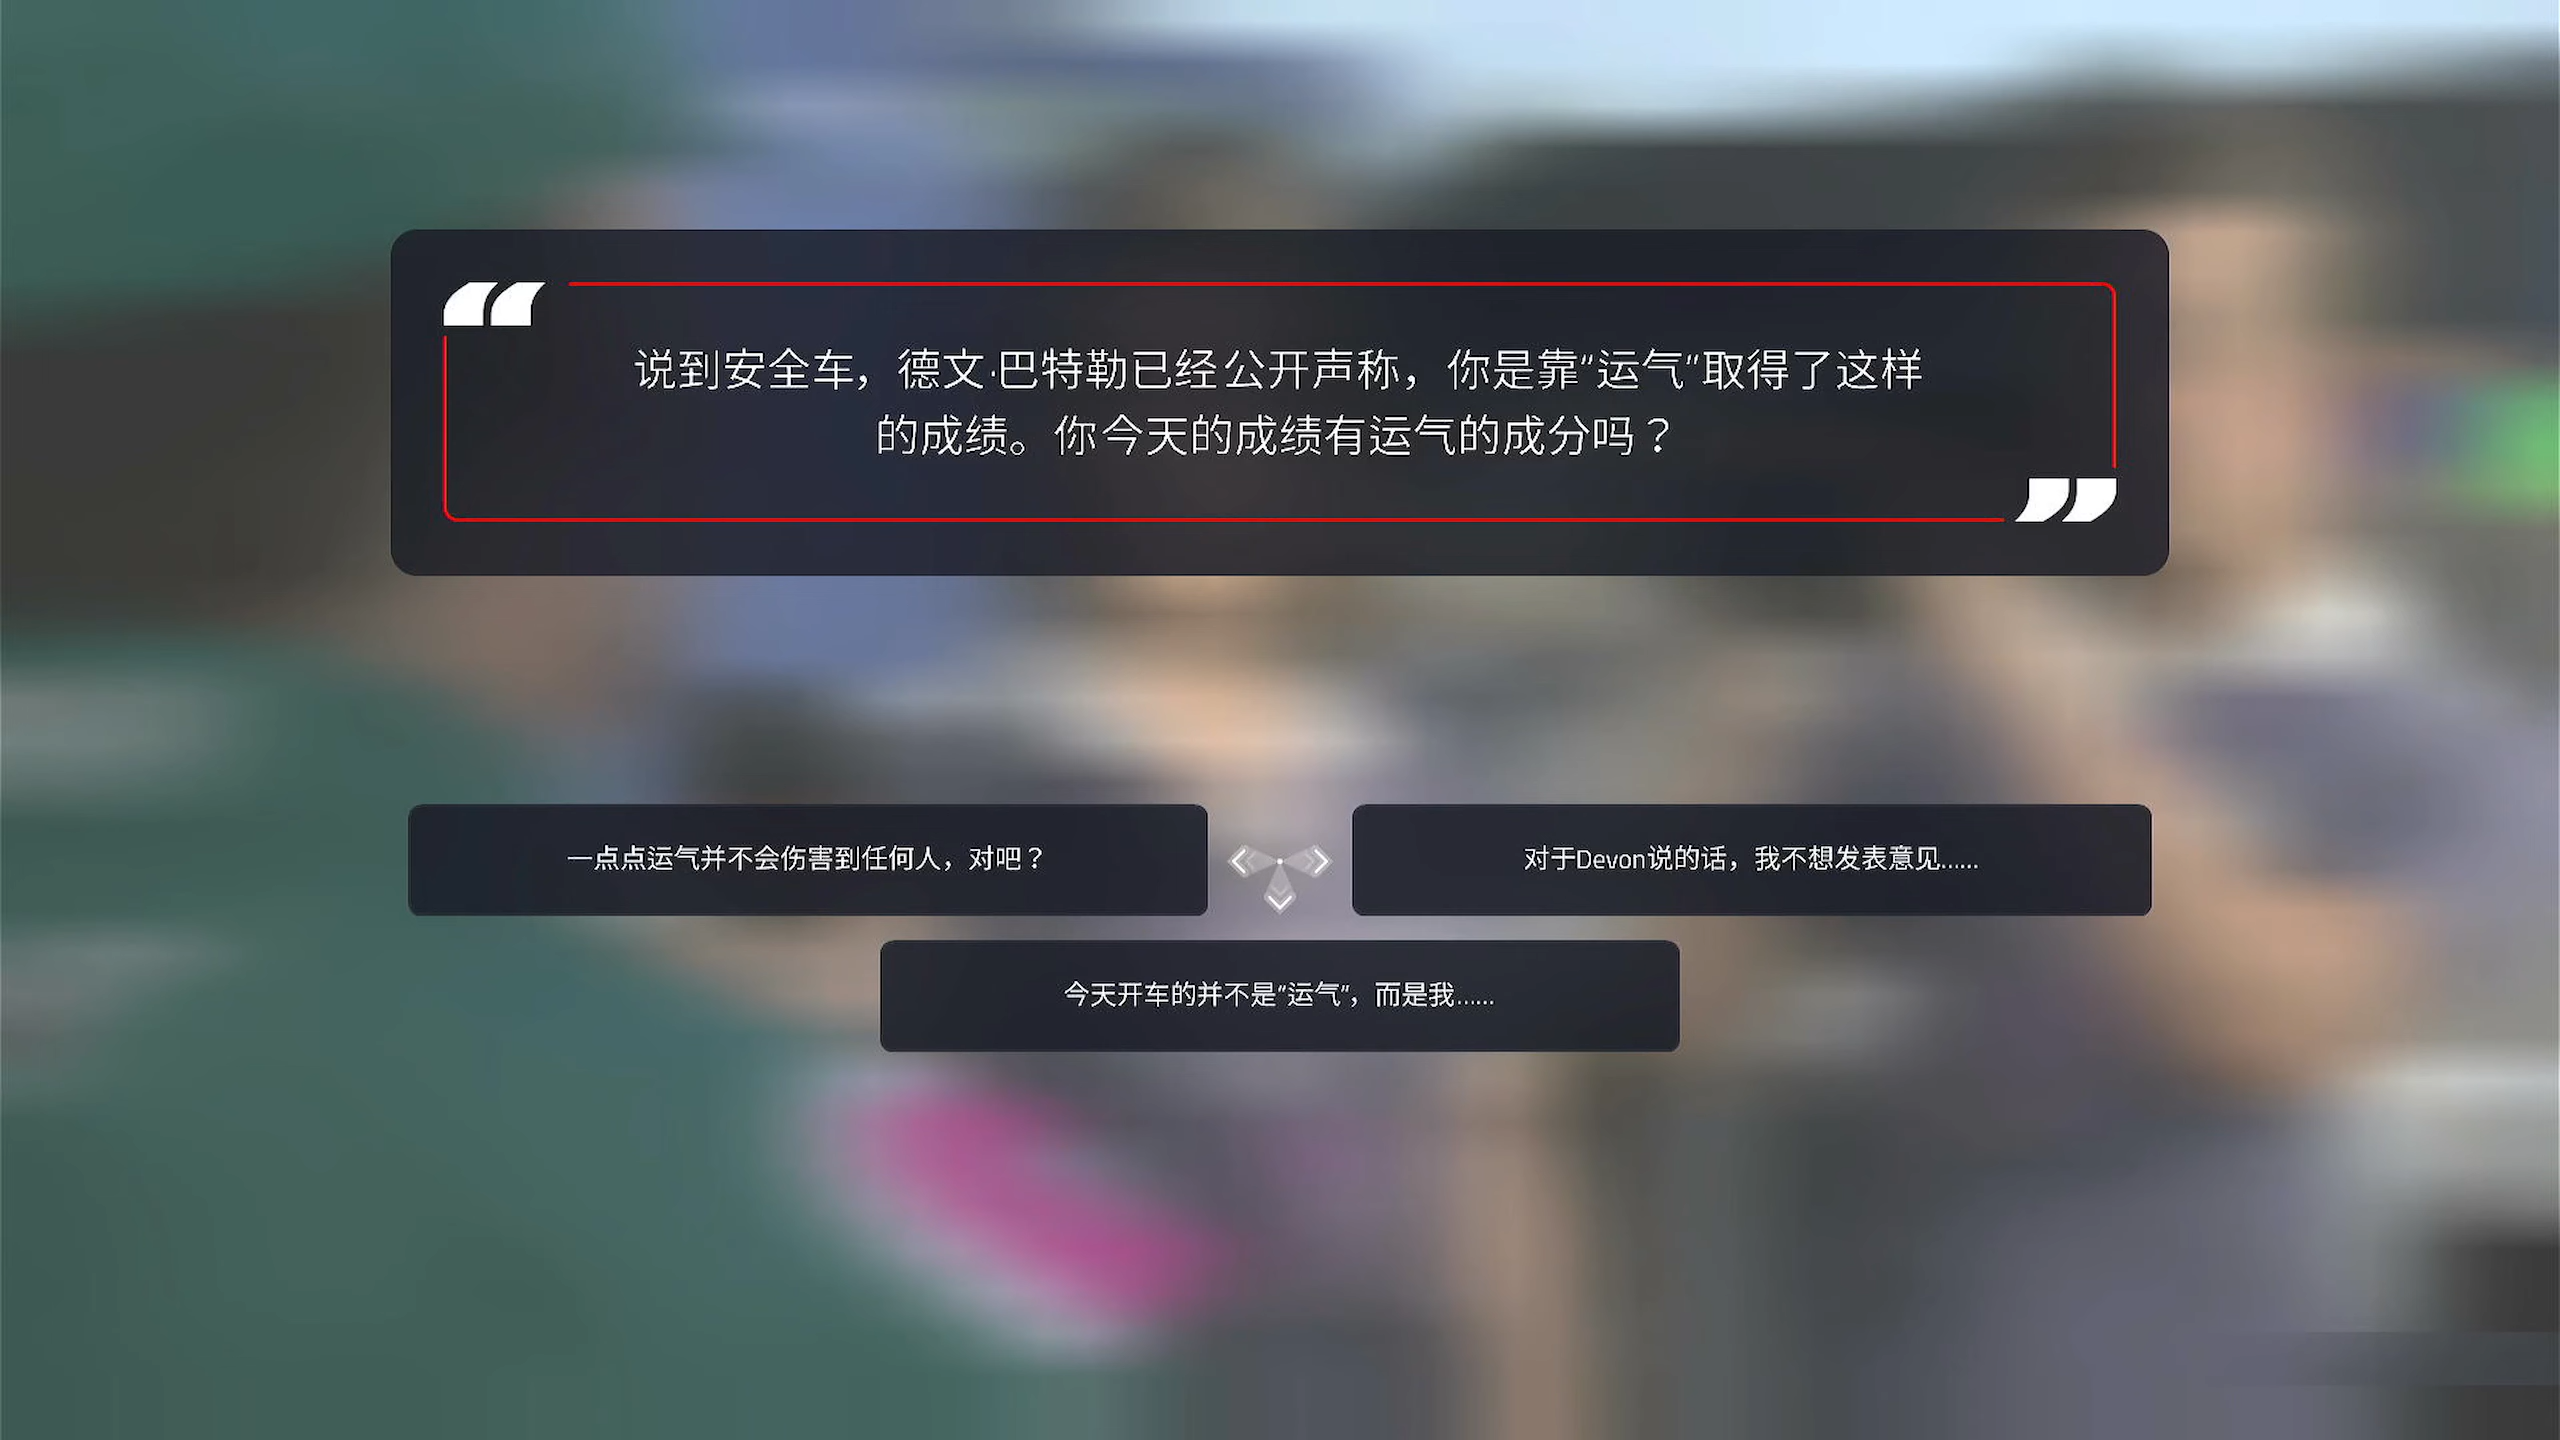 说到安全车，德文·巴特勒已经公开声称，你是靠“运气”取得了这样
的成绩。你今天的成绩有运气的成分吗？
一点点运气并不会伤害到任何人，对吧？
对于Devon说的话，我不想发表意见……
今天开车的并不是“运气”，而是我……